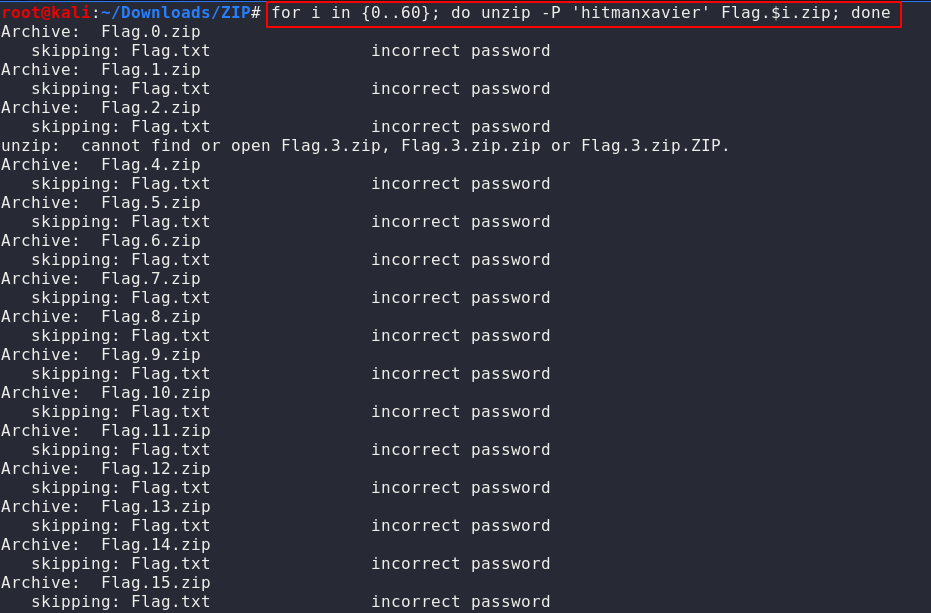 root@kali:~/Downloads/ZIP# for i in {0..60}; do unzip -P 'hitmanxavier' Flag.$i.zip; done
Archive:  Flag.0.zip
   skipping: Flag.txt                incorrect password
Archive:  Flag.1.zip
   skipping: Flag.txt                incorrect password
Archive:  Flag.2.zip
   skipping: Flag.txt                incorrect password
unzip:  cannot find or open Flag.3.zip, Flag.3.zip.zip or Flag.3.zip.ZIP.
Archive:  Flag.4.zip
   skipping: Flag.txt                incorrect password
Archive:  Flag.5.zip
   skipping: Flag.txt                incorrect password
Archive:  Flag.6.zip
   skipping: Flag.txt                incorrect password
Archive:  Flag.7.zip
   skipping: Flag.txt                incorrect password
Archive:  Flag.8.zip
   skipping: Flag.txt                incorrect password
Archive:  Flag.9.zip
   skipping: Flag.txt                incorrect password
Archive:  Flag.10.zip
   skipping: Flag.txt                incorrect password
Archive:  Flag.11.zip
   skipping: Flag.txt                incorrect password
Archive:  Flag.12.zip
   skipping: Flag.txt                incorrect password
Archive:  Flag.13.zip
   skipping: Flag.txt                incorrect password
Archive:  Flag.14.zip
   skipping: Flag.txt                incorrect password
Archive:  Flag.15.zip
   skipping: Flag.txt                incorrect password